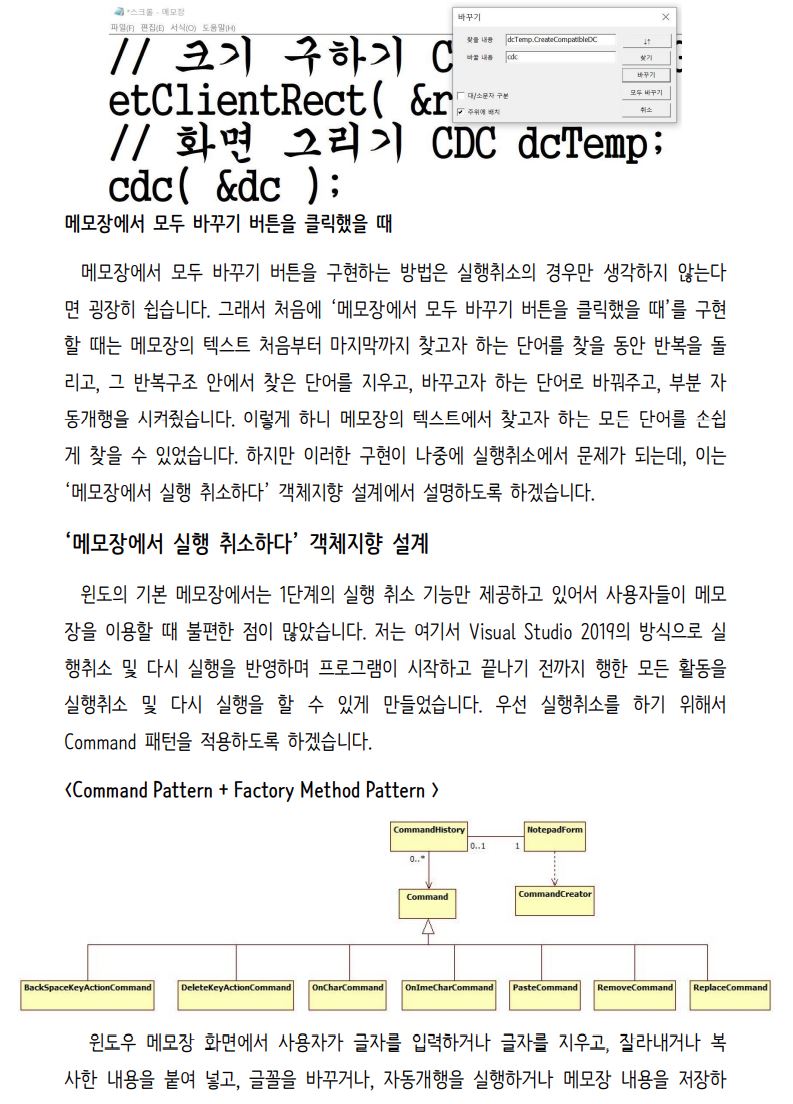 *스크롤 - 메모장
파일(F) 편집(E) 서식(O) 도움말(H)
바꾸기
찾을 내용 dcTemp.CreateCompatibleDC
↓↑
바꿀 내용 cdc
찾기
바꾸기
대/소문자 구분
모두 바꾸기
주위에 배치
취소
// 크기 구하기 C
etClientRect( &r
// 화면 그리기 CDC dcTemp;
cdc( &dc );
메모장에서 모두 바꾸기 버튼을 클릭했을 때
메모장에서 모두 바꾸기 버튼을 구현하는 방법은 실행취소의 경우만 생각하지 않는다
면 굉장히 쉽습니다. 그래서 처음에 ‘메모장에서 모두 바꾸기 버튼을 클릭했을 때’를 구현
할 때는 메모장의 텍스트 처음부터 마지막까지 찾고자 하는 단어를 찾을 동안 반복을 돌
리고, 그 반복구조 안에서 찾은 단어를 지우고, 바꾸고자 하는 단어로 바꿔주고, 부분 자
동개행을 시켜줬습니다. 이렇게 하니 메모장의 텍스트에서 찾고자 하는 모든 단어를 손쉽
게 찾을 수 있었습니다. 하지만 이러한 구현이 나중에 실행취소에서 문제가 되는데, 이는
‘메모장에서 실행 취소하다’ 객체지향 설계에서 설명하도록 하겠습니다.
‘메모장에서 실행 취소하다’ 객체지향 설계
윈도의 기본 메모장에서는 1단계의 실행 취소 기능만 제공하고 있어서 사용자들이 메모
장을 이용할 때 불편한 점이 많았습니다. 저는 여기서 Visual Studio 2019의 방식으로 실
행취소 및 다시 실행을 반영하며 프로그램이 시작하고 끝나기 전까지 행한 모든 활동을
실행취소 및 다시 실행을 할 수 있게 만들었습니다. 우선 실행취소를 하기 위해서
Command 패턴을 적용하도록 하겠습니다.
<Command Pattern + Factory Method Pattern >
CommandHistory
NotepadForm
0..1
1
0..*
Command
CommandCreator
BackSpaceKeyActionCommand
DeleteKeyActionCommand
OnCharCommand
OnImeCharCommand
PasteCommand
RemoveCommand
ReplaceCommand
윈도우 메모장 화면에서 사용자가 글자를 입력하거나 글자를 지우고, 잘라내거나 복
사한 내용을 붙여 넣고, 글꼴을 바꾸거나, 자동개행을 실행하거나 메모장 내용을 저장하